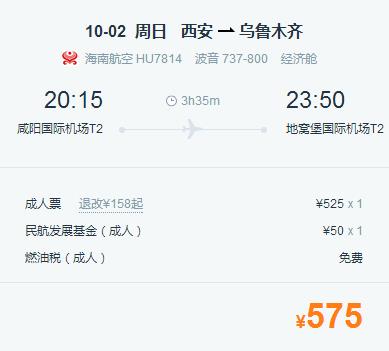 10-02 周日 西安 ⇀ 乌鲁木齐
海南航空 HU7814 波音 737-800 经济舱
20:15 3h35m 23:50
咸阳国际机场T2 地窝堡国际机场T2
成人票 退改¥158起 ¥525 x 1
民航发展基金（成人） ¥50 x 1
燃油税（成人） 免费
¥575